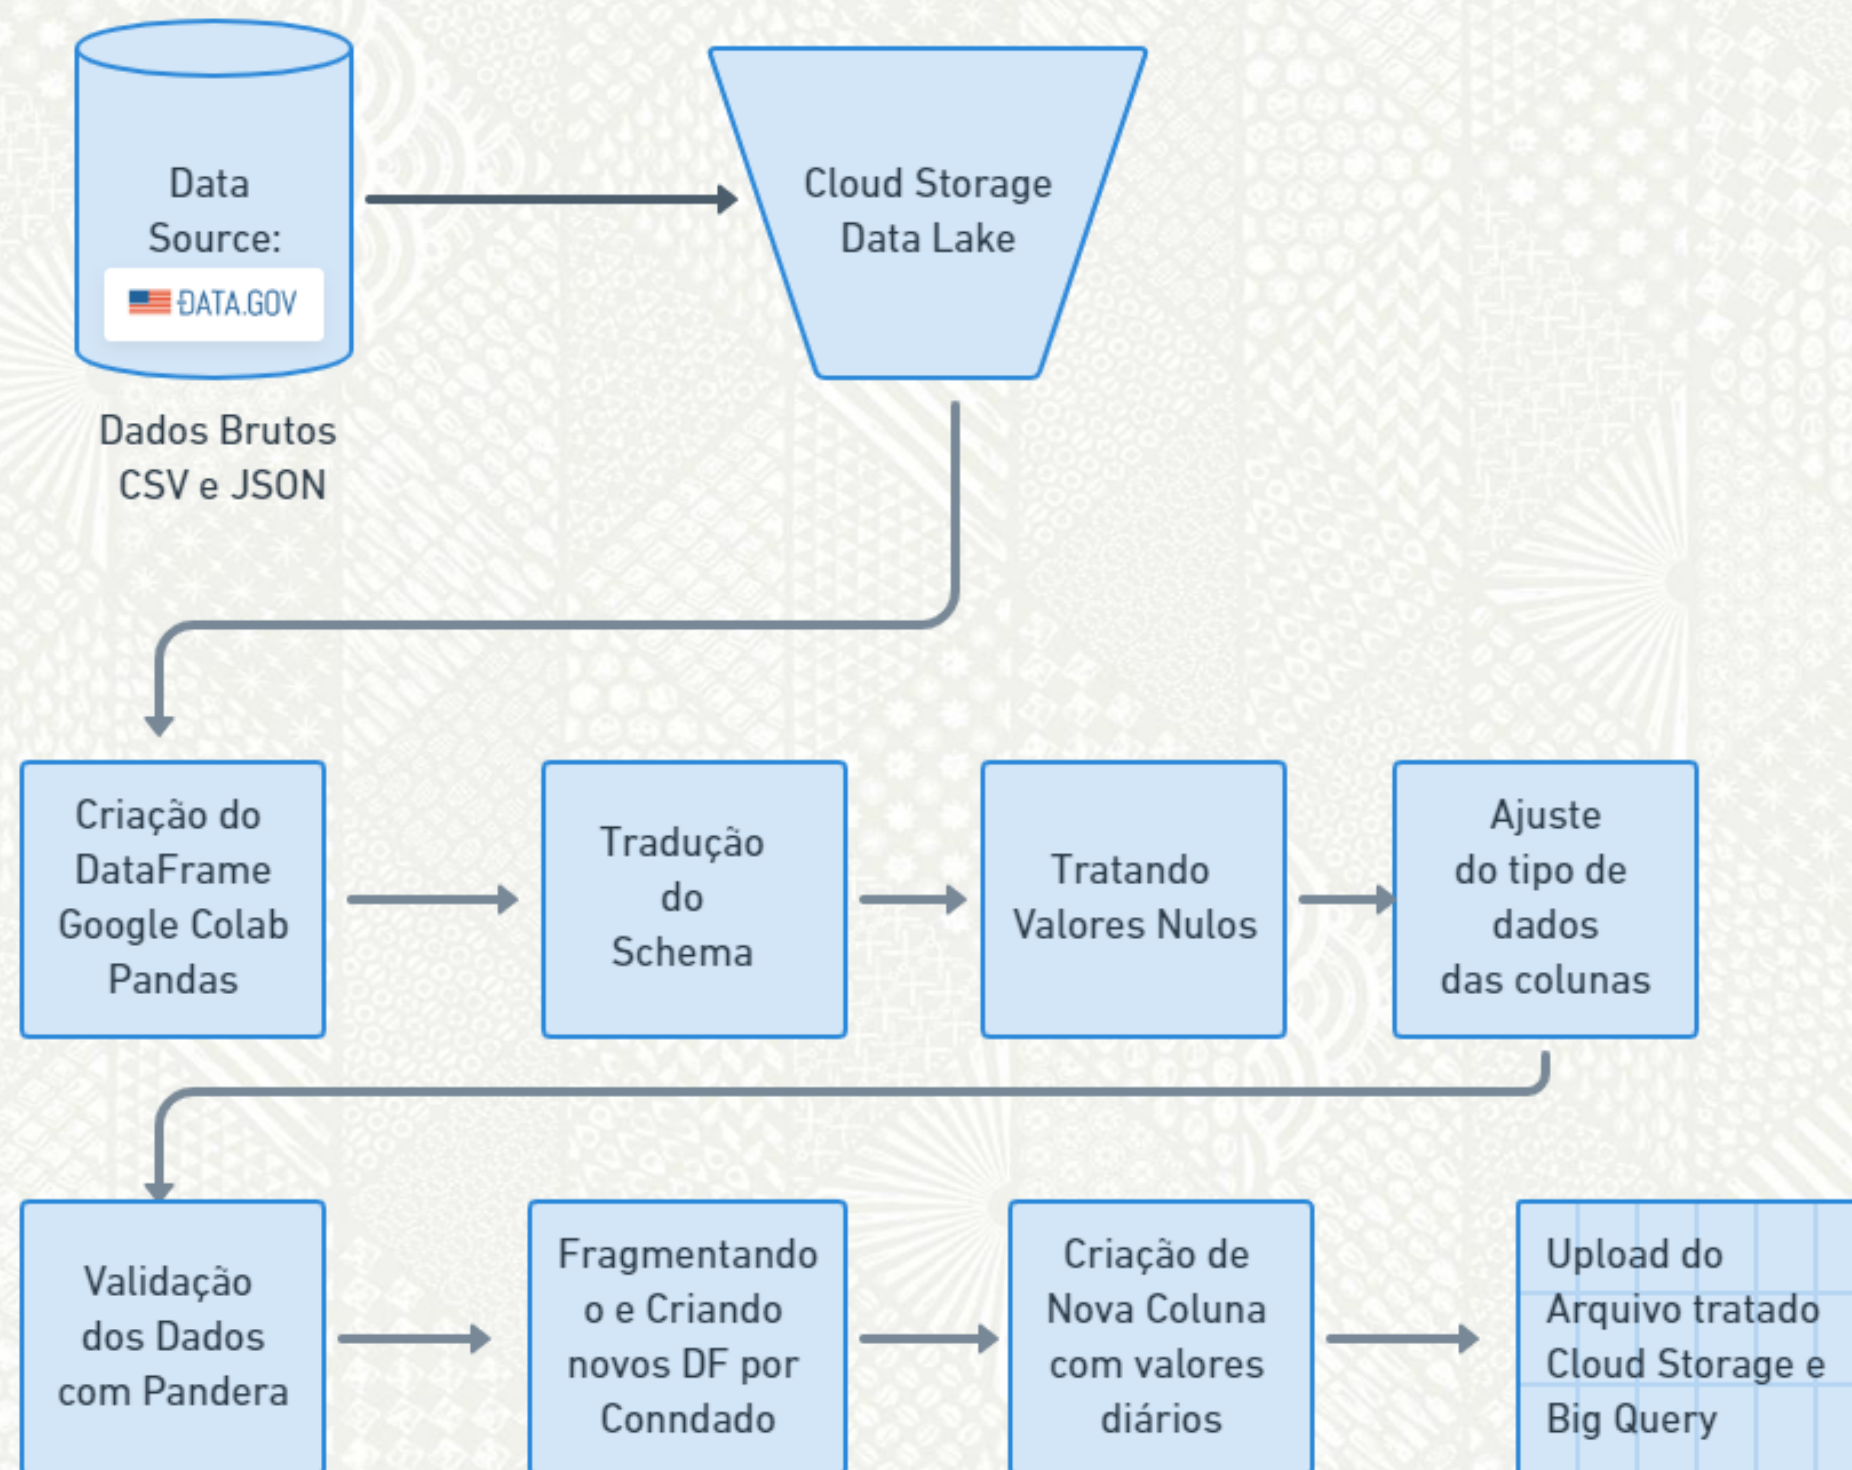 Data
Source:
DATA.GOV
Cloud Storage
Data Lake
Dados Brutos
CSV e JSON
Criação do
DataFrame
Google Colab
Pandas
Tradução
do
Schema
Tratando
Valores Nulos
Ajuste
do tipo de
dados
das colunas
Validação
dos Dados
com Pandera
Fragmentando
o e Criando
novos DF por
Conndado
Criação de
Nova Coluna
com valores
diários
Upload do
Arquivo tratado
Cloud Storage e
Big Query